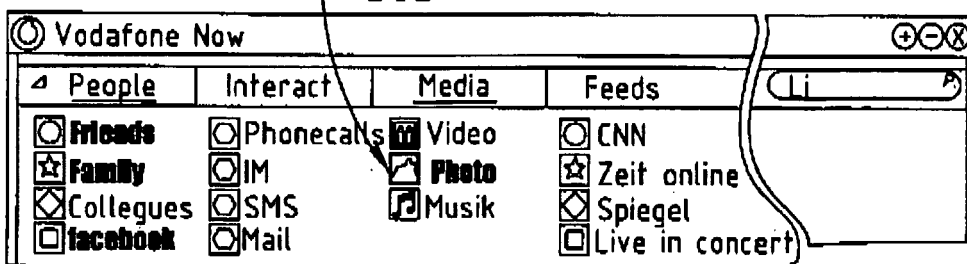 Vodafone Now
People Interact Media Feeds Li
Friends Phonecalls Video CNN
Family IM Photo Zeit online
Collegues SMS Musik Spiegel
facebook Mail Live in concert